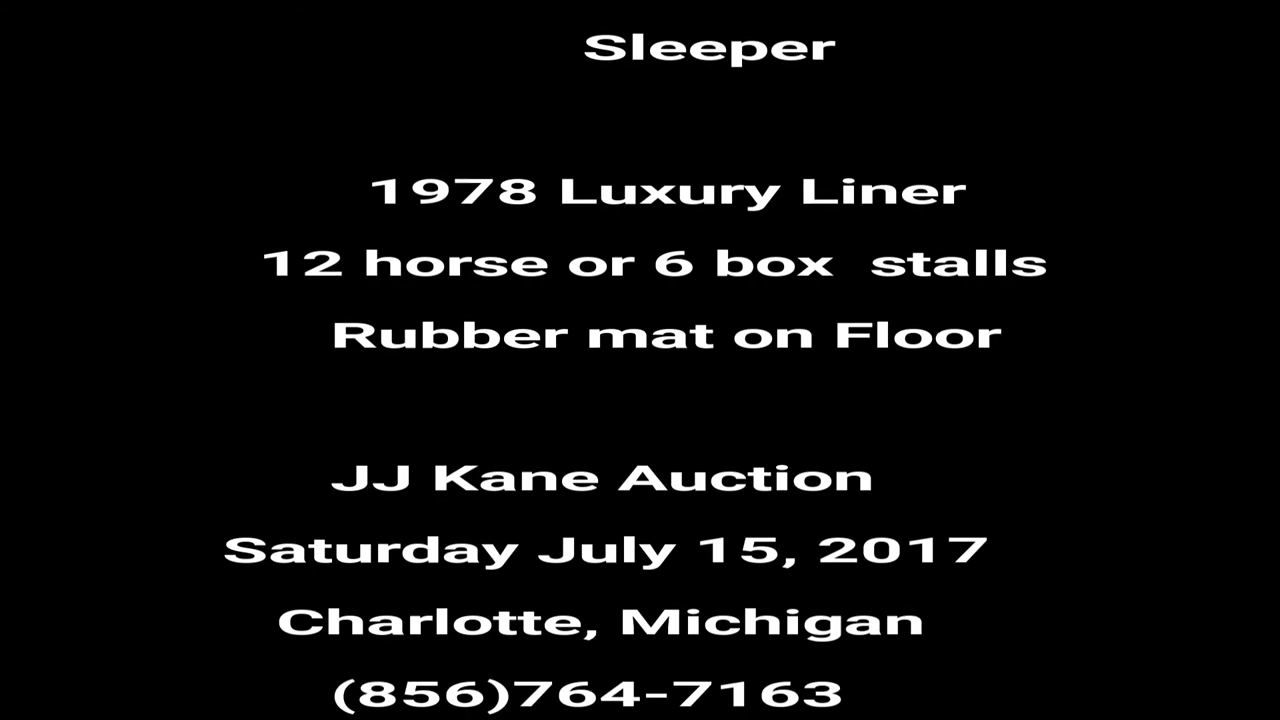 Sleeper
1978 Luxury Liner
12 horse or 6 box  stalls
Rubber mat on Floor
JJ Kane Auction
Saturday July 15, 2017
Charlotte, Michigan
(856)764-7163